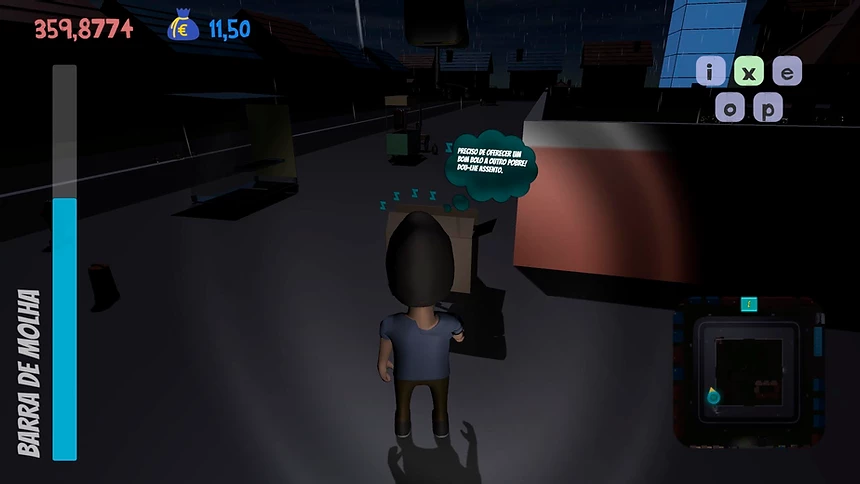 359,8774
€ 11,50
i x e
o p
PRECISO DE OFERECER UM
BOM BOLO A OUTRO POBRE!
DOU-LHE ASSENTO.
z z z z z
BARRA DE MOLHA